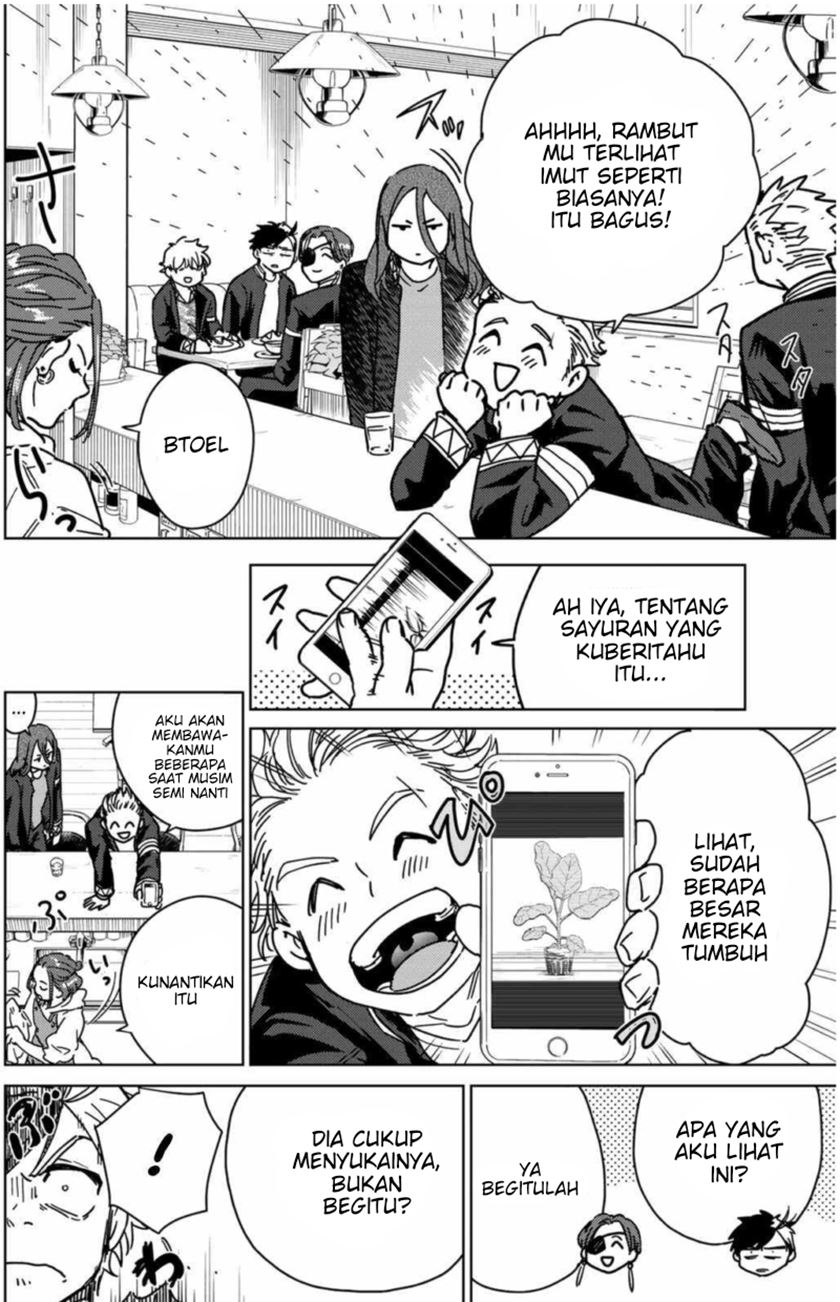 AHHHH, RAMBUT
MU TERLIHAT
IMUT SEPERTI
BIASANYA!
ITU BAGUS!
BTOEL
AH IYA, TENTANG
SAYURAN YANG
KUBERITAHU
ITU...
LIHAT,
SUDAH
BERAPA
BESAR
MEREKA
TUMBUH
...
AKU AKAN
MEMBAWA-
KANMU
BEBERAPA
SAAT MUSIM
SEMI NANTI
KUNANTIKAN
ITU
APA YANG
AKU LIHAT
INI?
YA
BEGITULAH
DIA CUKUP
MENYUKAINYA,
BUKAN
BEGITU?
!